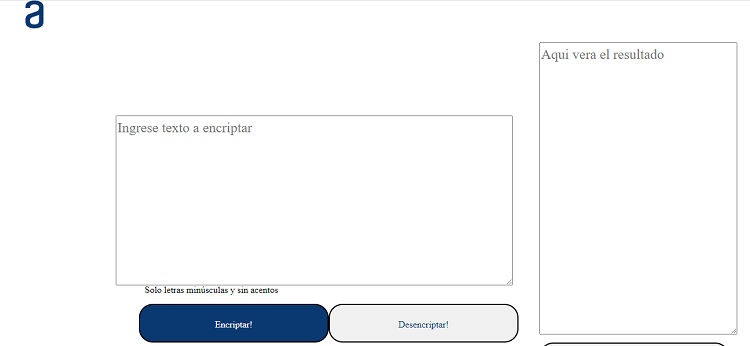 a
Ingrese texto a encriptar
Solo letras minúsculas y sin acentos
Encriptar!
Desencriptar!
Aqui vera el resultado